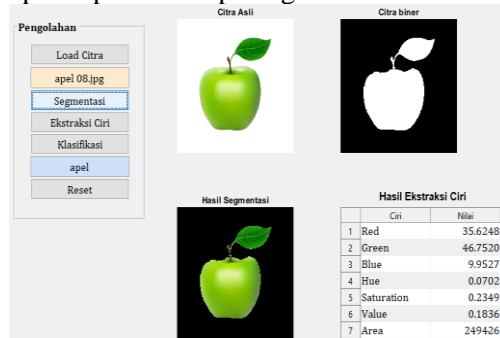 Citra Asli
Citra biner
Pengolahan
Load Citra
apel 08.jpg
Segmentasi
Ekstraksi Ciri
Klasifikasi
apel
Reset
Hasil Segmentasi
Hasil Ekstraksi Ciri
Ciri Nilai
1 Red 35.6248
2 Green 46.7520
3 Blue 9.9527
4 Hue 0.0702
5 Saturation 0.2349
6 Value 0.1836
7 Area 249426